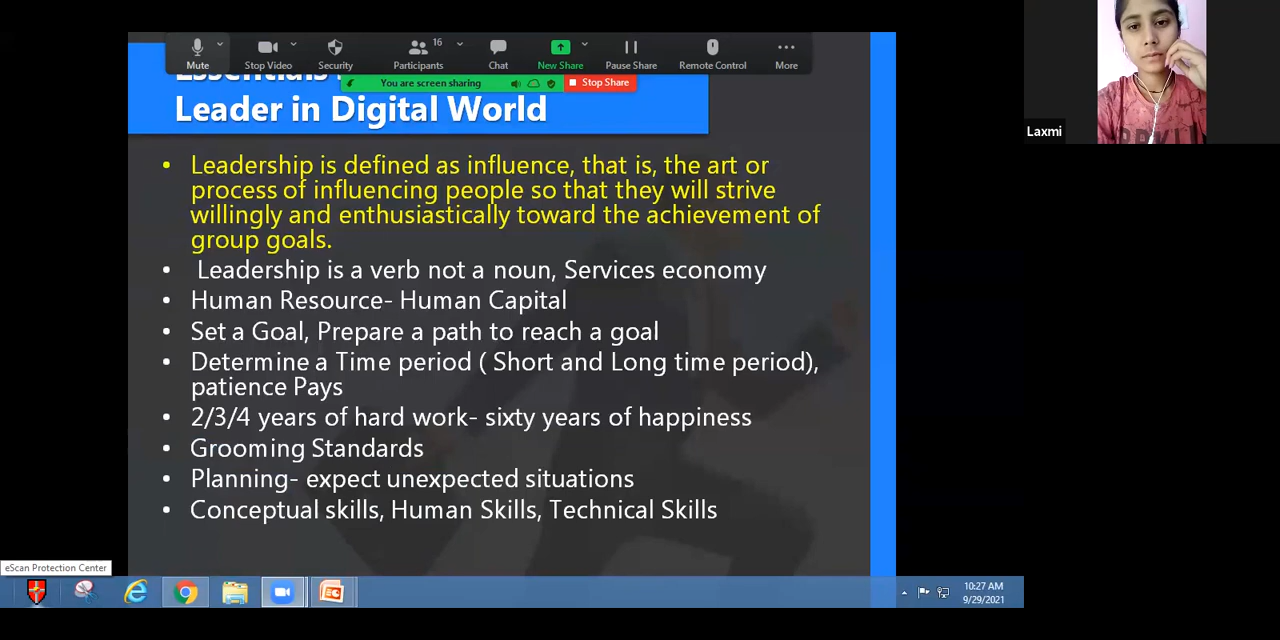 16
Mute
Stop Video
Security
Participants
Chat
New Share
Pause Share
Remote Control
More
You are screen sharing
Stop Share
Essentials
Leader in Digital World
Laxmi
• Leadership is defined as influence, that is, the art or
process of influencing people so that they will strive
willingly and enthusiastically toward the achievement of
group goals.
• Leadership is a verb not a noun, Services economy
• Human Resource- Human Capital
• Set a Goal, Prepare a path to reach a goal
• Determine a Time period ( Short and Long time period),
patience Pays
• 2/3/4 years of hard work- sixty years of happiness
• Grooming Standards
• Planning- expect unexpected situations
• Conceptual skills, Human Skills, Technical Skills
eScan Protection Center
10:27 AM
9/29/2021